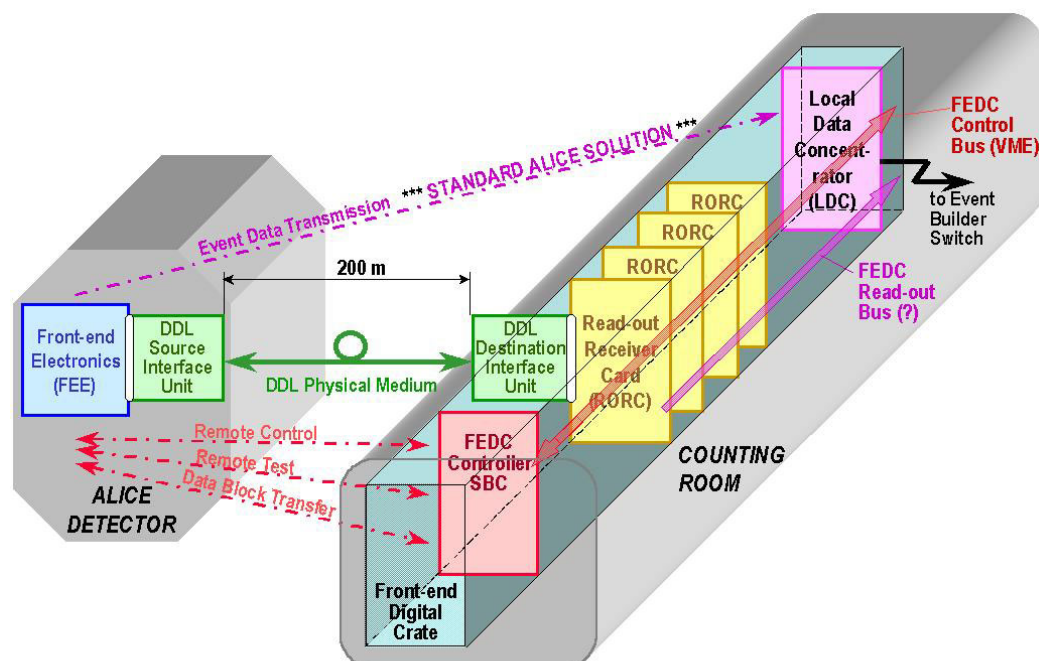 Local
Data
Concent-
rator
(LDC)
FEDC
Control
Bus (VME)
to Event
Builder
Switch
FEDC
Read-out
Bus (?)
Event Data Transmission *** STANDARD ALICE SOLUTION ***
RORC
RORC
RORC
200 m
Front-end
Electronics
(FEE)
DDL
Source
Interface
Unit
DDL Physical Medium
DDL
Destination
Interface
Unit
Read-out
Receiver
Card
(RORC)
Remote Control
Remote Test
Data Block Transfer
FEDC
Controller
SBC
COUNTING
ROOM
ALICE
DETECTOR
Front-end
Digital
Crate